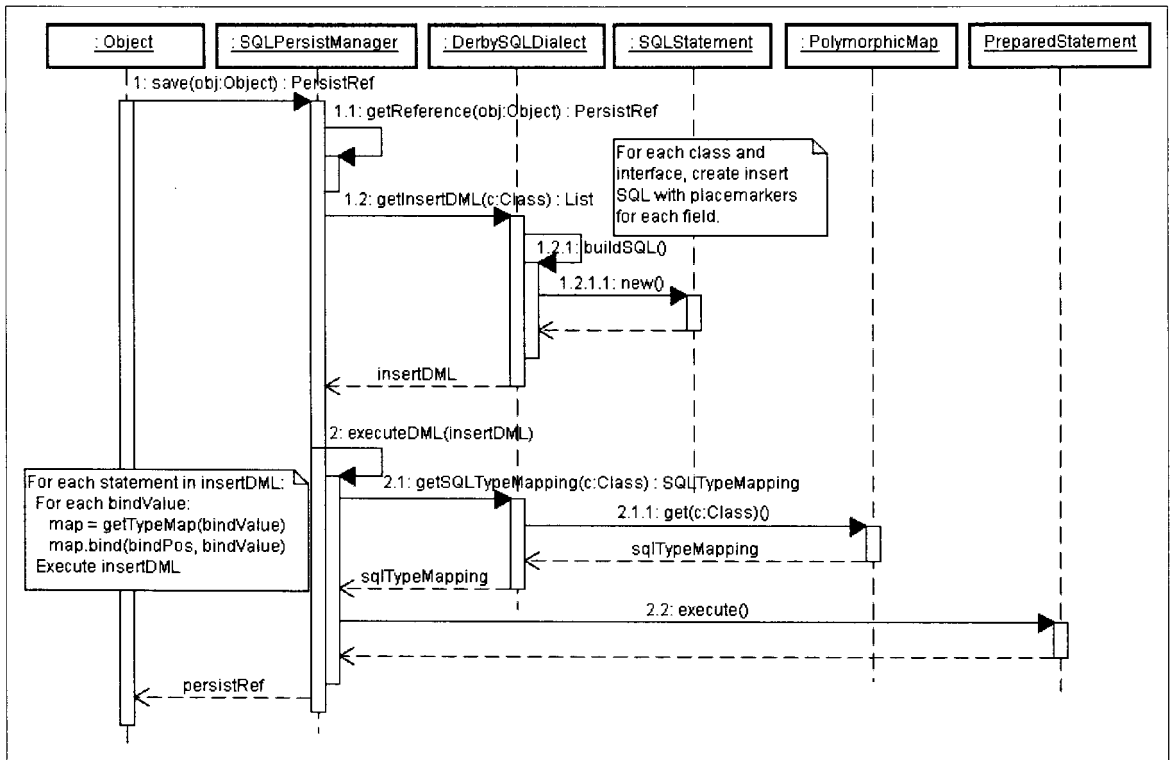 : Object
: SQLPersistManager
: DerbySQLDialect
: SQLStatement
: PolymorphicMap
PreparedStatement
1: save(obj:Object) : PersistRef
1.1: getReference(obj:Object) : PersistRef
For each class and
interface, create insert
SQL with placemarkers
for each field.
1.2: getInsertDML(c:Class) : List
1.2.1: buildSQL()
1.2.1.1: new()
insertDML
2: executeDML(insertDML)
For each statement in insertDML:
For each bindValue:
map = getTypeMap(bindValue)
map.bind(bindPos, bindValue)
Execute insertDML
2.1: getSQLTypeMapping(c:Class) : SQLTypeMapping
2.1.1: get(c:Class)()
sqlTypeMapping
sqlTypeMapping
2.2: execute()
persistRef